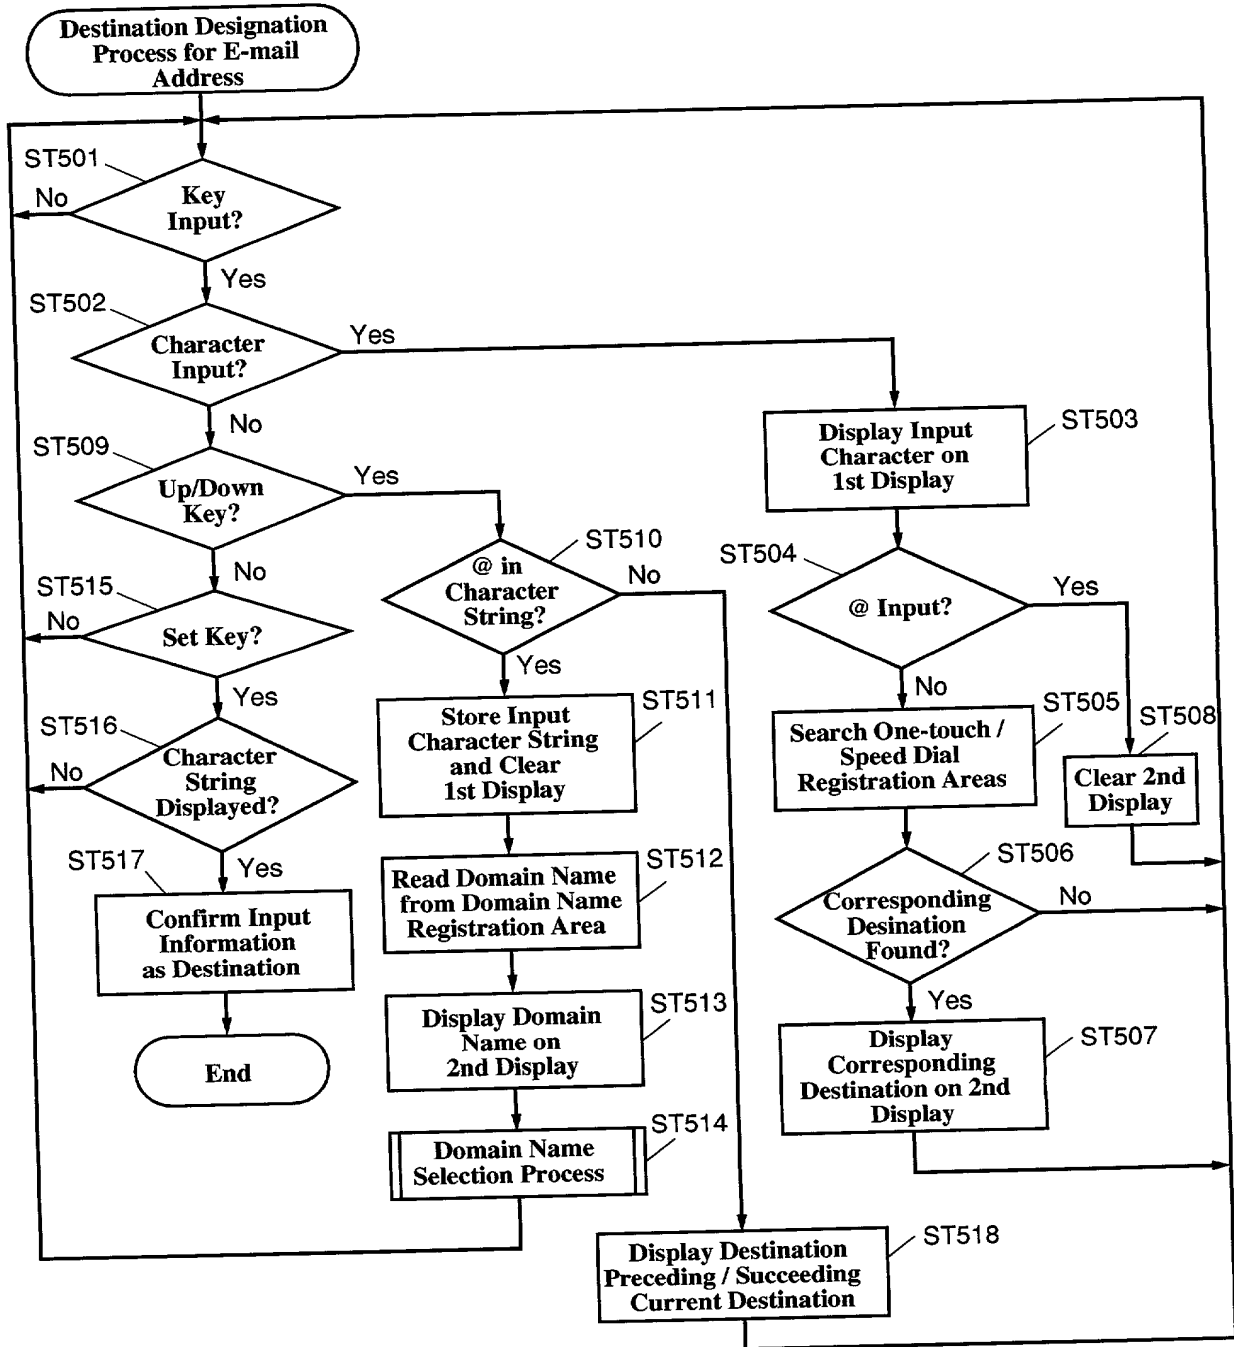 Destination Designation
Process for E-mail
Address
ST501
No
Key
Input?
Yes
ST502
Character
Input?
Yes
No
ST503
Display Input
Character on
1st Display
ST509
Up/Down
Key?
Yes
No
ST510
@ in
Character
String?
No
Yes
ST504
@ Input?
Yes
No
ST515
No
Set Key?
Yes
ST511
Store Input
Character String
and Clear
1st Display
ST505
Search One-touch /
Speed Dial
Registration Areas
ST508
Clear 2nd
Display
ST516
No
Character
String
Displayed?
Yes
ST512
Read Domain Name
from Domain Name
Registration Area
ST506
Corresponding
Desination
Found?
No
Yes
ST517
Confirm Input
Information
as Destination
End
ST513
Display Domain
Name on
2nd Display
ST507
Display
Corresponding
Destination on 2nd
Display
ST514
Domain Name
Selection Process
ST518
Display Destination
Preceding / Succeeding
Current Destination